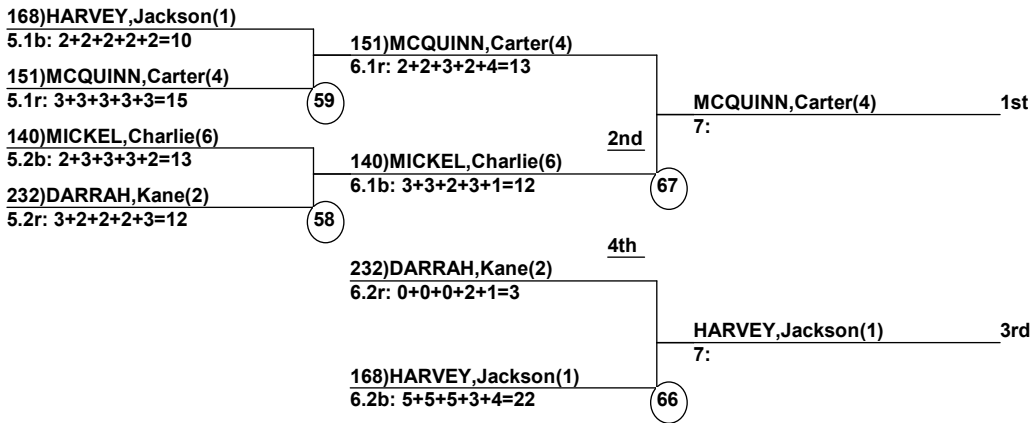 168)HARVEY,Jackson(1)
5.1b: 2+2+2+2+2=10
151)MCQUINN,Carter(4)
5.1r: 3+3+3+3+3=15
59
140)MICKEL,Charlie(6)
5.2b: 2+3+3+3+2=13
232)DARRAH,Kane(2)
5.2r: 3+2+2+2+3=12
58
151)MCQUINN,Carter(4)
6.1r: 2+2+3+2+4=13
2nd
140)MICKEL,Charlie(6)
6.1b: 3+3+2+3+1=12
67
MCQUINN,Carter(4)
1st
7:
4th
232)DARRAH,Kane(2)
6.2r: 0+0+0+2+1=3
168)HARVEY,Jackson(1)
6.2b: 5+5+5+3+4=22
66
HARVEY,Jackson(1)
3rd
7: